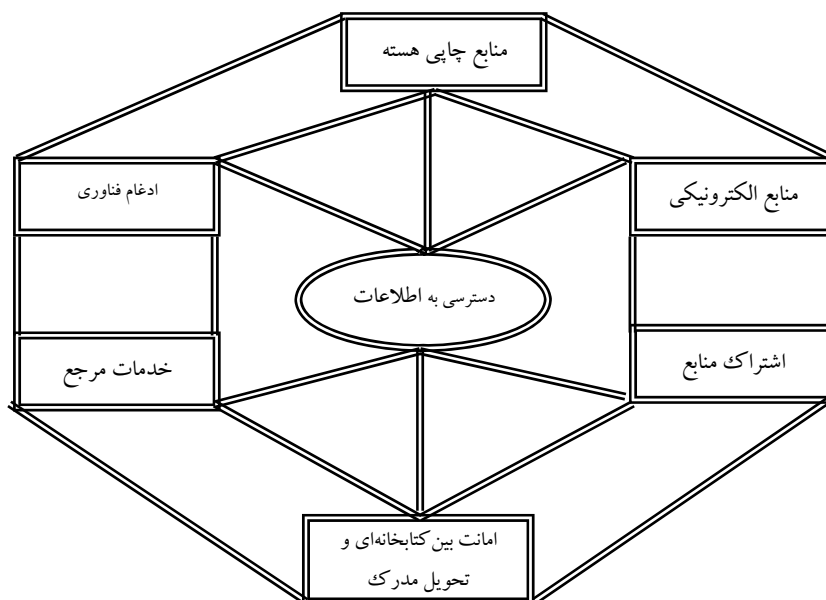 منابع چاپی هسته
منابع الکترونیکی
ادغام فناوری
دسترسی به اطلاعات
اشتراک منابع
خدمات مرجع
امانت بین کتابخانه‌ای و
تحویل مدرک